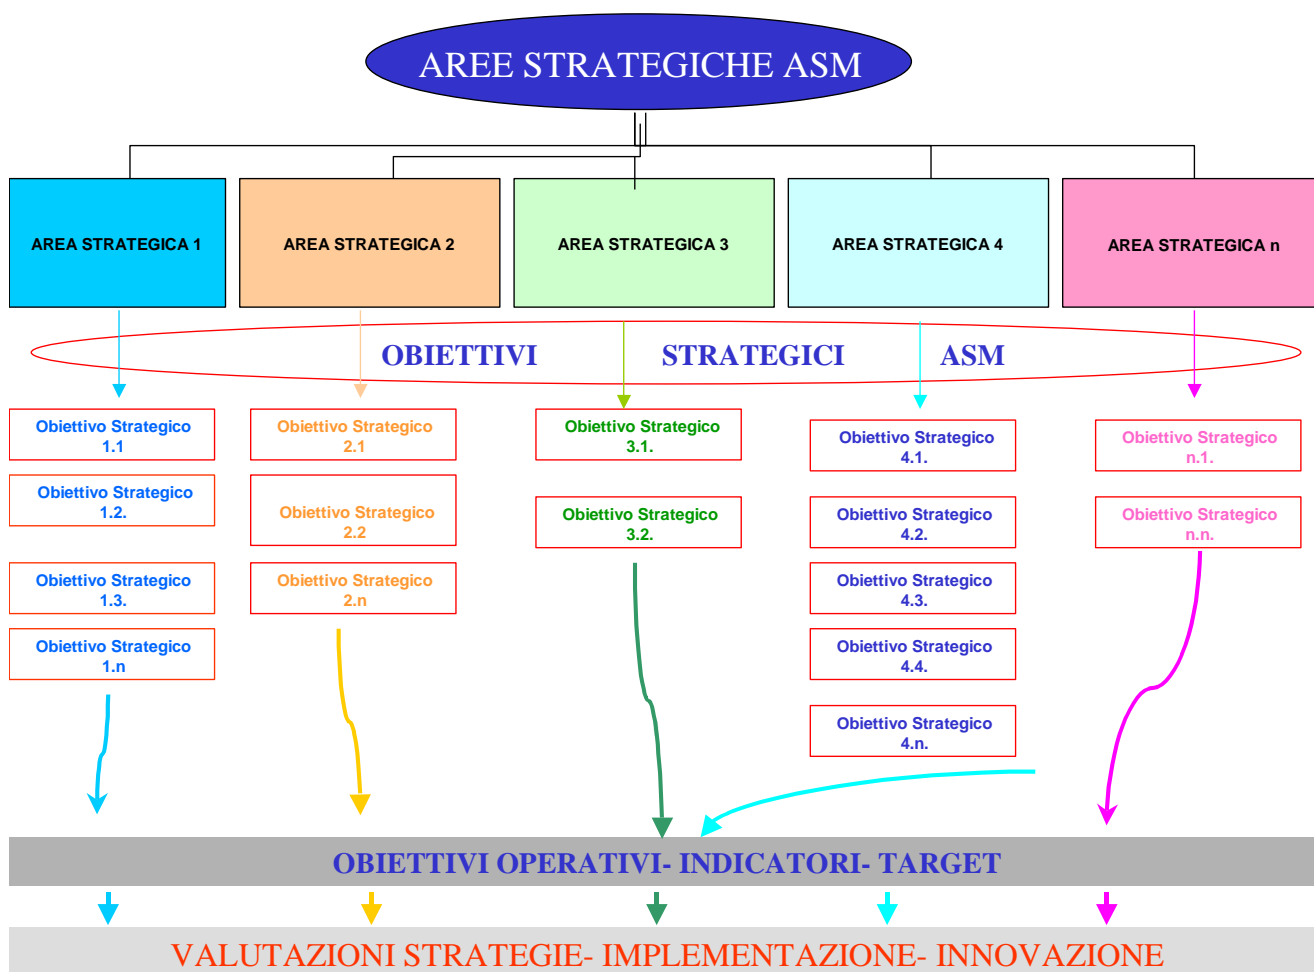 AREE STRATEGICHE ASM
AREA STRATEGICA 1
AREA STRATEGICA 2
AREA STRATEGICA 3
AREA STRATEGICA 4
AREA STRATEGICA n
OBIETTIVI STRATEGICI ASM
Obiettivo Strategico
1.1
Obiettivo Strategico
1.2.
Obiettivo Strategico
1.3.
Obiettivo Strategico
1.n
Obiettivo Strategico
2.1
Obiettivo Strategico
2.2
Obiettivo Strategico
2.n
Obiettivo Strategico
3.1.
Obiettivo Strategico
3.2.
Obiettivo Strategico
4.1.
Obiettivo Strategico
4.2.
Obiettivo Strategico
4.3.
Obiettivo Strategico
4.4.
Obiettivo Strategico
4.n.
Obiettivo Strategico
n.1.
Obiettivo Strategico
n.n.
OBIETTIVI OPERATIVI- INDICATORI- TARGET
VALUTAZIONI STRATEGIE- IMPLEMENTAZIONE- INNOVAZIONE